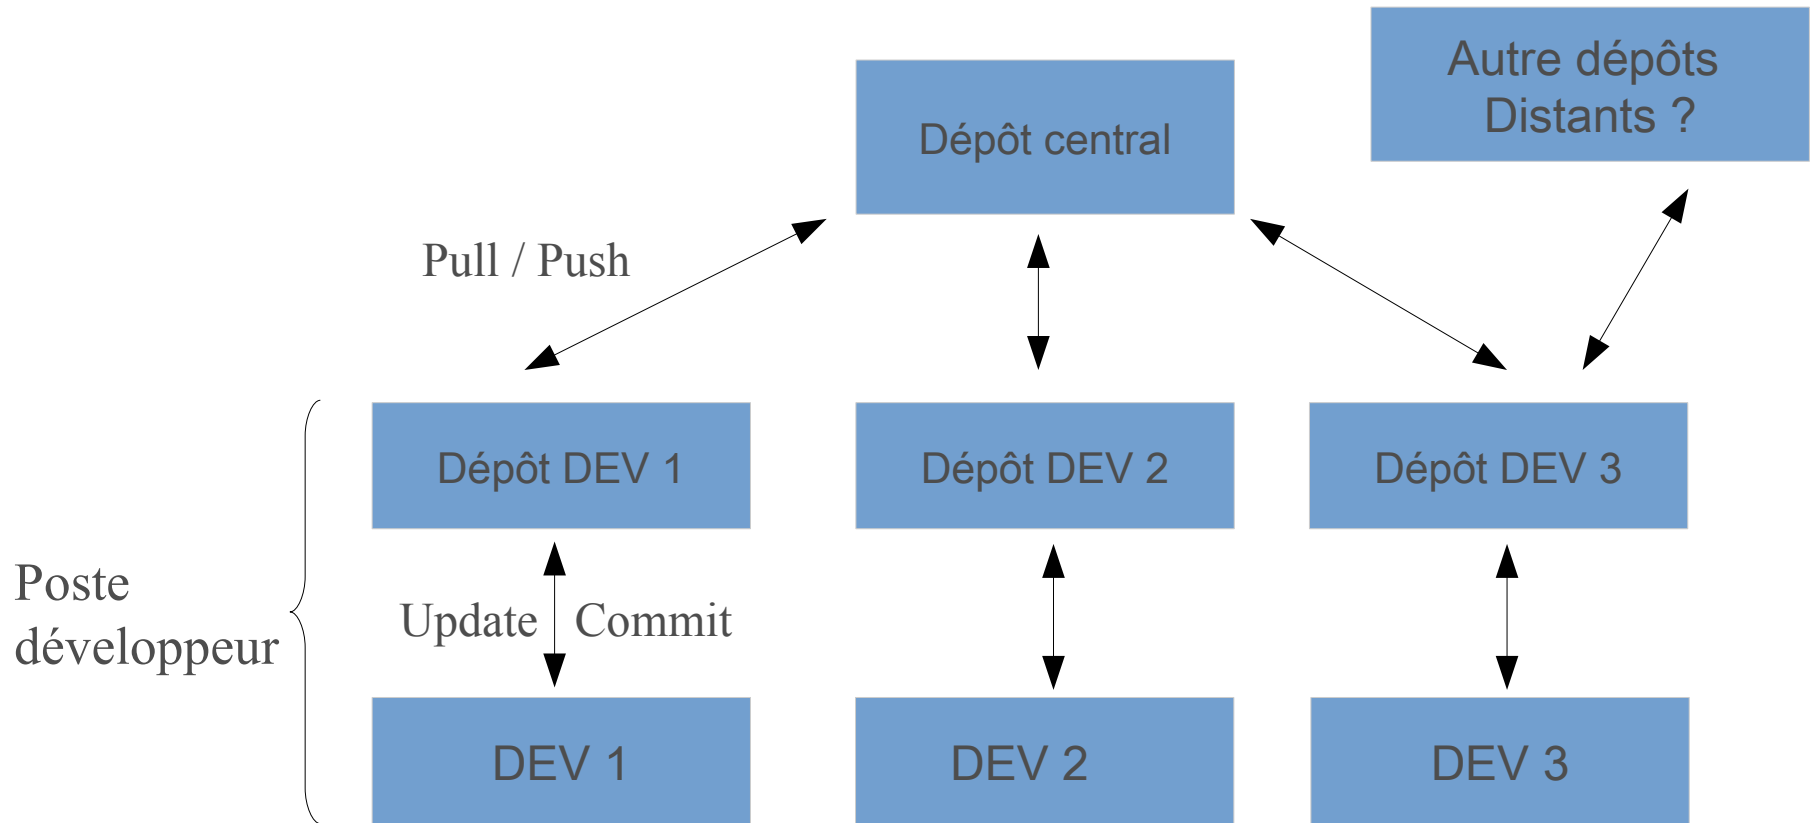 Autre dépôts
Distants ?
Dépôt central
Pull / Push
Dépôt DEV 1
Dépôt DEV 2
Dépôt DEV 3
Poste
développeur
Update
Commit
DEV 1
DEV 2
DEV 3